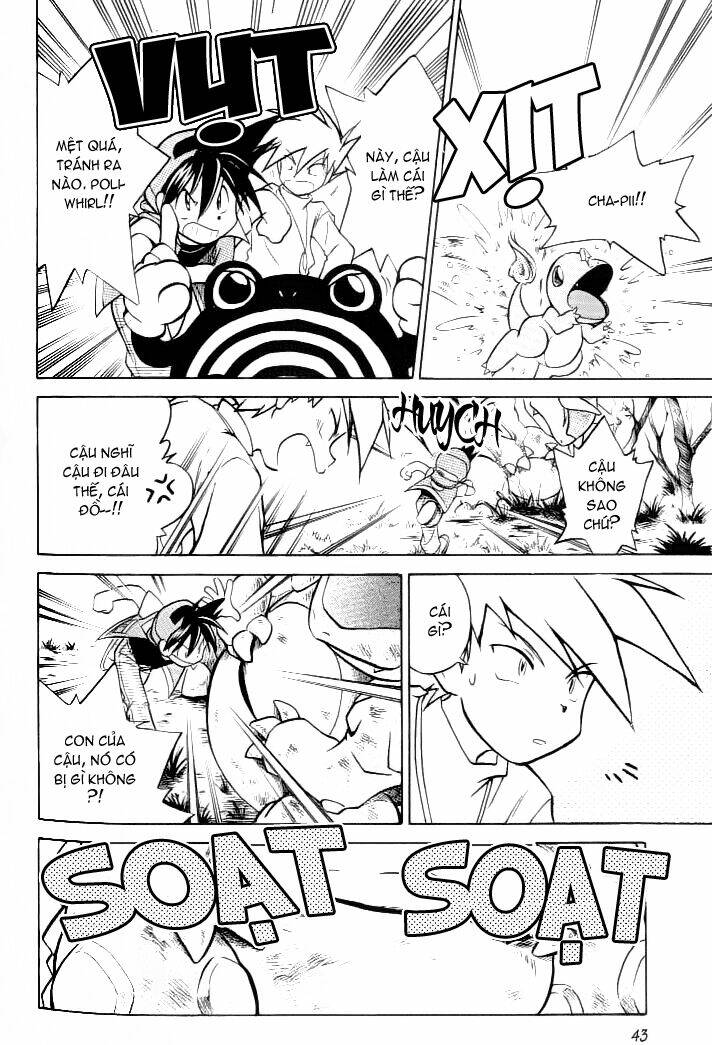 XỊT
CHA-PII!!
VỤT
NÀY, CẬU
LÀM CÁI
GÌ THẾ?
MỆT QUÁ,
TRÁNH RA
NÀO. POLI-
WHIRL!!
CẬU
KHÔNG
SAO
CHỨ?
HUỴCH
CẬU NGHĨ
CẬU ĐI ĐÂU
THẾ, CÁI
ĐỒ~~!!
CÁI
GÌ?
CON CỦA
CẬU, NÓ CÓ
BỊ GÌ KHÔNG
?!
SOẠT
SOẠT
43